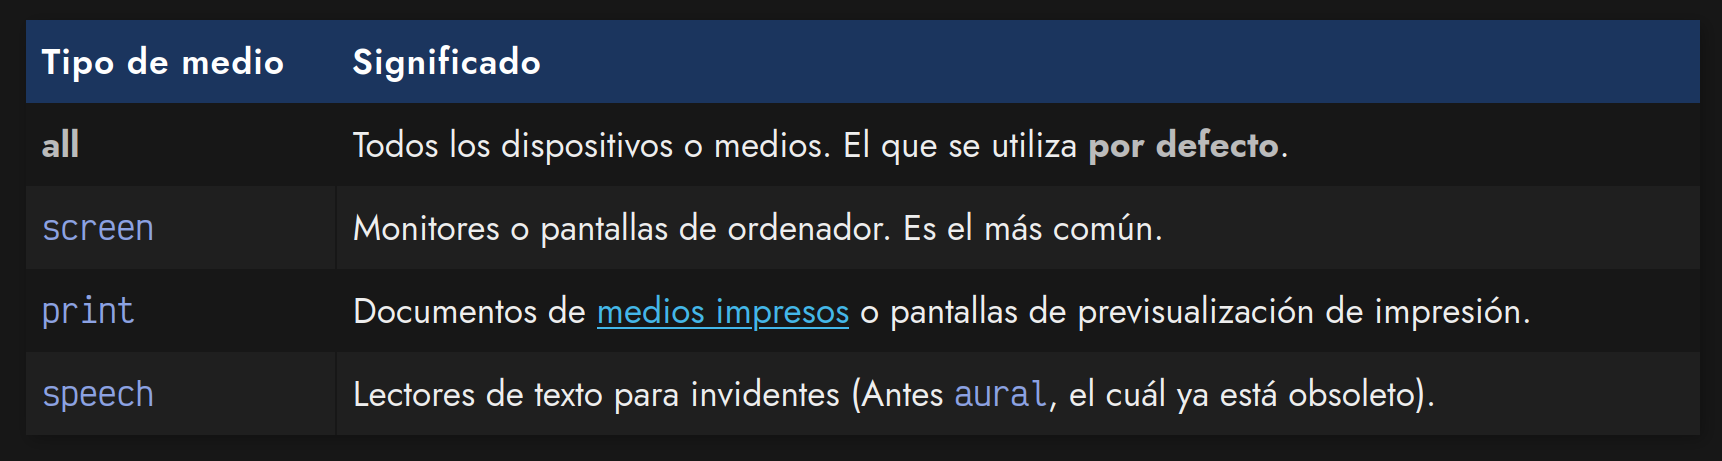 Tipo de medio Significado
all Todos los dispositivos o medios. El que se utiliza por defecto.
screen Monitores o pantallas de ordenador. Es el más común.
print Documentos de medios impresos o pantallas de previsualización de impresión.
speech Lectores de texto para invidentes (Antes aural, el cuál ya está obsoleto).